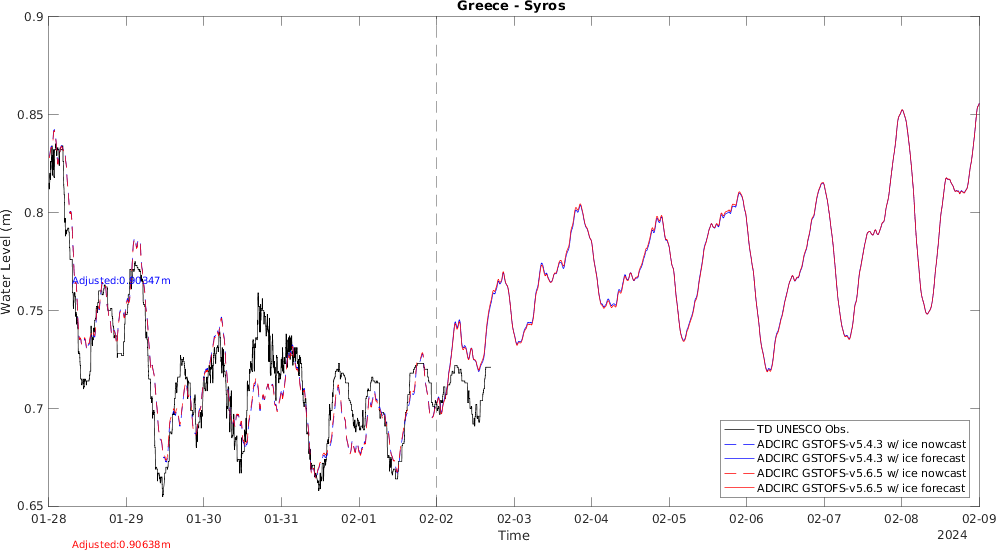 Greece - Syros
0.9
0.85
0.8
0.75
0.7
0.65
Water Level (m)
Adjusted:0.90347m
TD UNESCO Obs.
ADCIRC GSTOFS-v5.4.3 w/ ice nowcast
ADCIRC GSTOFS-v5.4.3 w/ ice forecast
ADCIRC GSTOFS-v5.6.5 w/ ice nowcast
ADCIRC GSTOFS-v5.6.5 w/ ice forecast
01-28 01-29 01-30 01-31 02-01 02-02 02-03 02-04 02-05 02-06 02-07 02-08 02-09
Time
2024
Adjusted:0.90638m